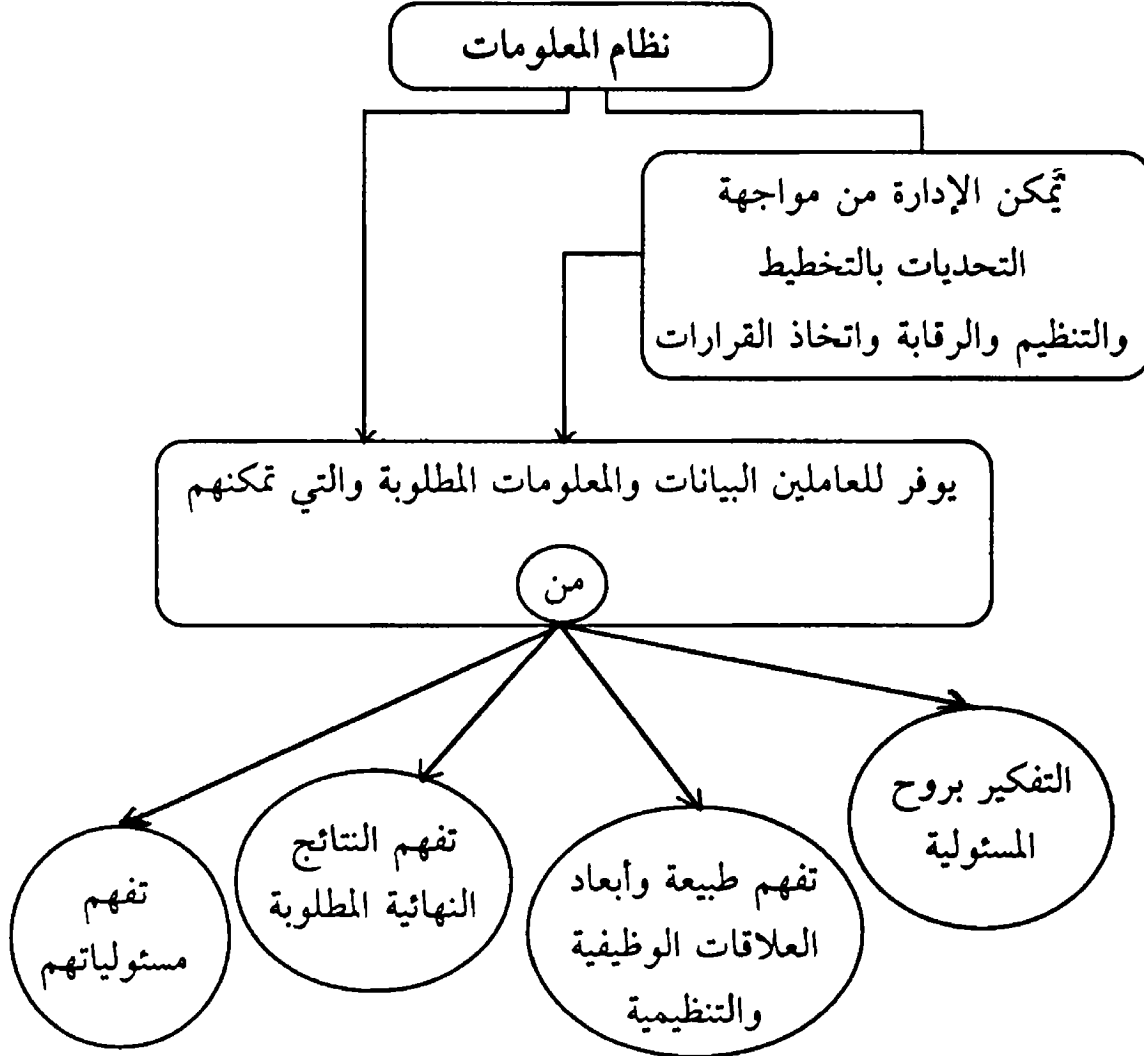 نظام المعلومات
يُمكن الإدارة من مواجهة
التحديات بالتخطيط
والتنظيم والرقابة واتخاذ القرارات
يوفر للعاملين البيانات والمعلومات المطلوبة والتي تمكنهم
من
التفكير بروح
المسئولية
تفهم طبيعة وأبعاد
العلاقات الوظيفية
والتنظيمية
تفهم النتائج
النهائية المطلوبة
تفهم
مسئولياتهم